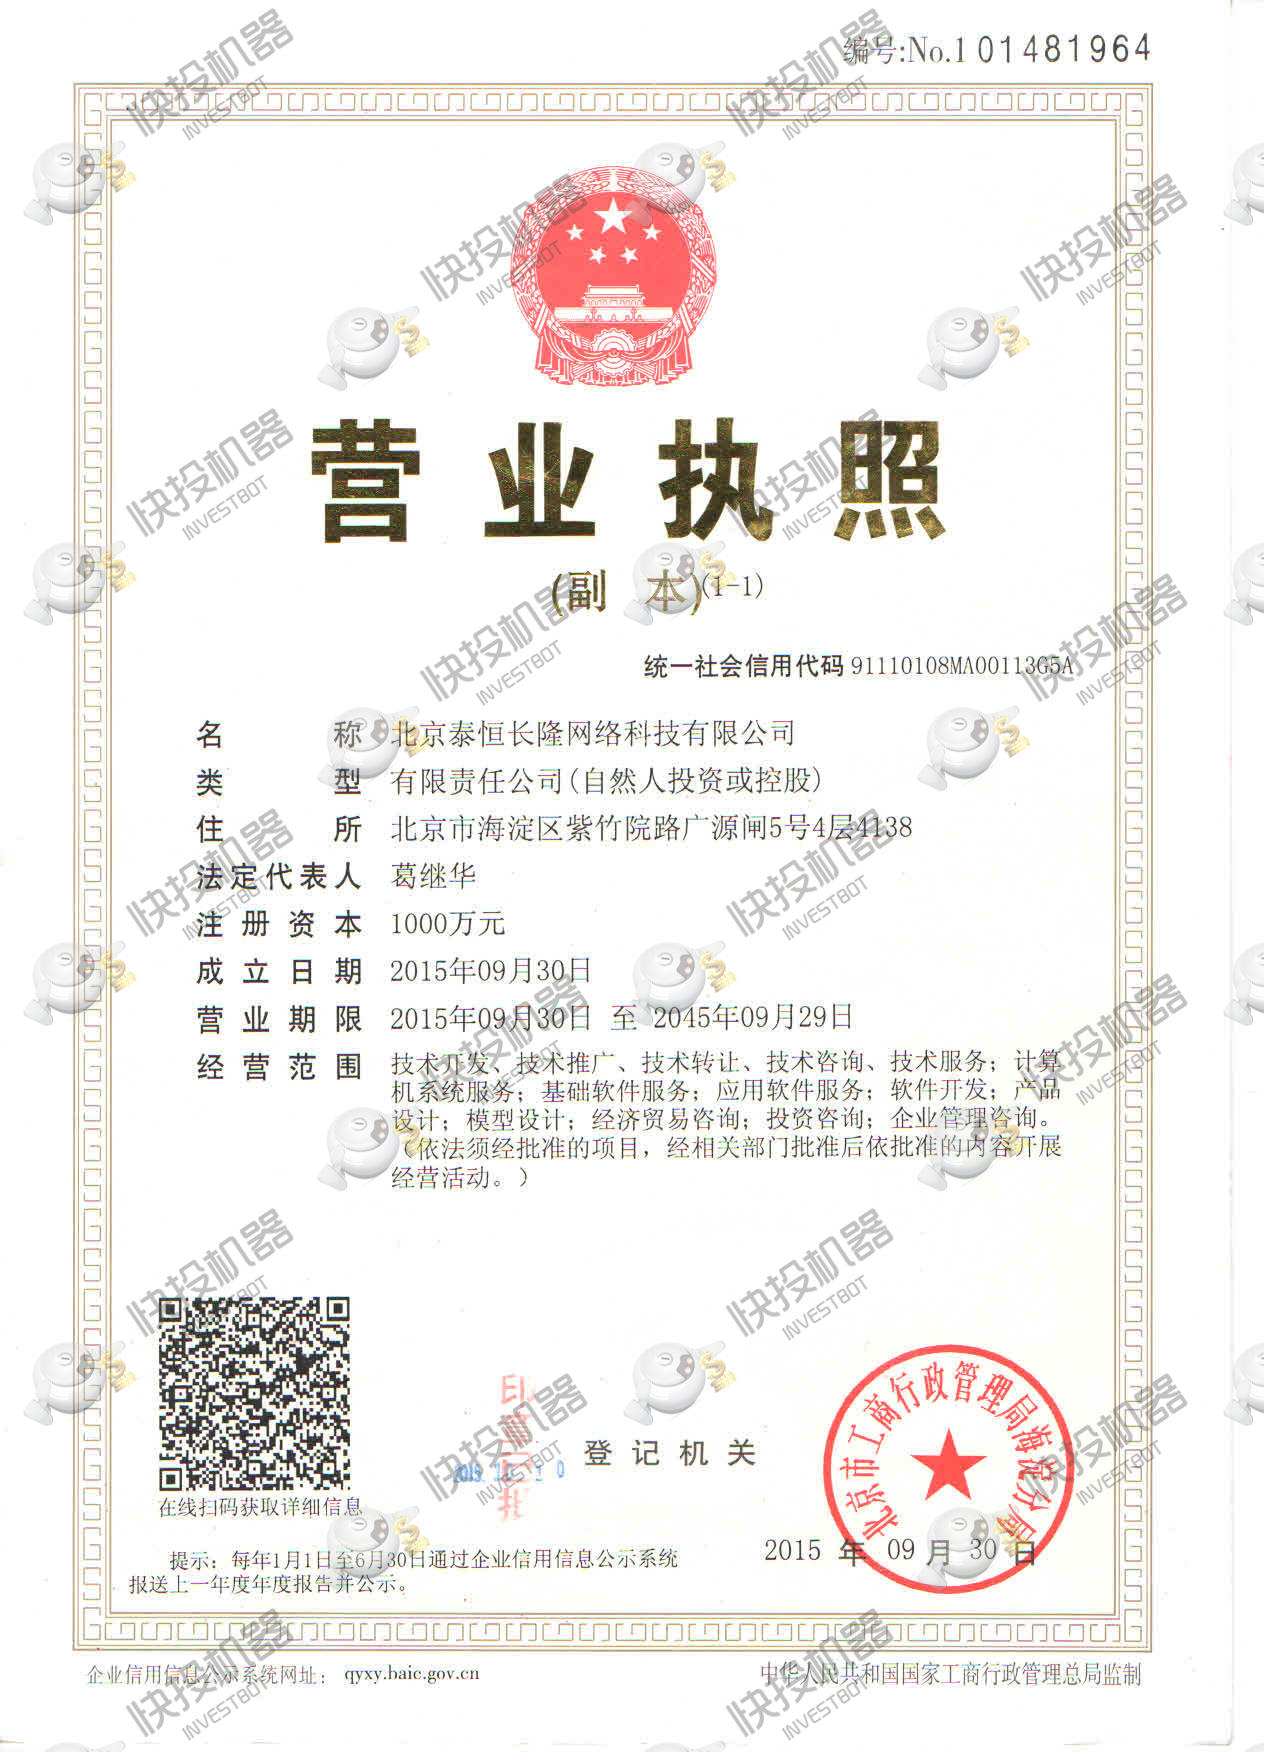 编号:No.101481964
营业执照
(副 本)(1-1)
统一社会信用代码 91110108MA00113G5A
名称 北京泰恒长隆网络科技有限公司
类型 有限责任公司(自然人投资或控股)
住所 北京市海淀区紫竹院路广源闸5号4层4138
法定代表人 葛继华
注册资本 1000万元
成立日期 2015年09月30日
营业期限 2015年09月30日 至 2045年09月29日
经营范围 技术开发、技术推广、技术转让、技术咨询、技术服务；计算
机系统服务；基础软件服务；应用软件服务；软件开发；产品
设计；模型设计；经济贸易咨询；投资咨询；企业管理咨询。
（依法须经批准的项目，经相关部门批准后依批准的内容开展
经营活动。）
在线扫码获取详细信息
登记机关
北京市工商行政管理局海淀分局
2015 年 09 月 30 日
提示：每年1月1日至6月30日通过企业信用信息公示系统
报送上一年度年度报告并公示。
企业信用信息公示系统网址： qyxy.baic.gov.cn
中华人民共和国国家工商行政管理总局监制
快投机器
INVESTBOT